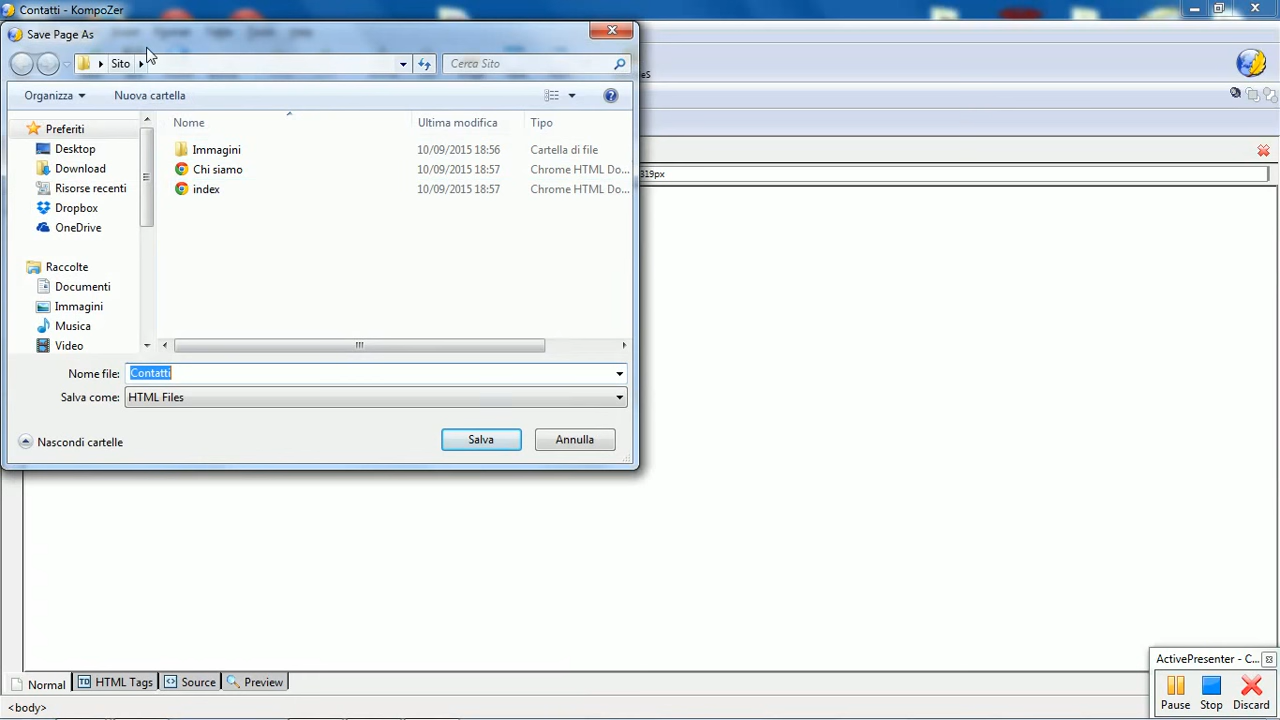 Contatti - KompoZer
Save Page As
Sito
Cerca Sito
Organizza
Nuova cartella
Preferiti
Desktop
Download
Risorse recenti
Dropbox
OneDrive
Raccolte
Documenti
Immagini
Musica
Video
Nome
Ultima modifica
Tipo
Immagini
10/09/2015 18:56
Cartella di file
Chi siamo
10/09/2015 18:57
Chrome HTML Do...
index
10/09/2015 18:57
Chrome HTML Do...
319px
Nome file:
Contatti
Salva come:
HTML Files
Nascondi cartelle
Salva
Annulla
ActivePresenter - C...
Pause
Stop
Discard
Normal
TD
HTML Tags
Source
Preview
<body>